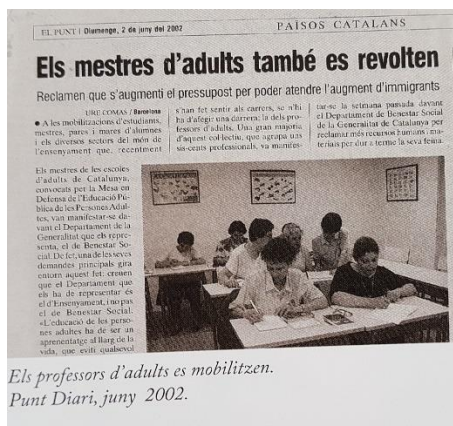 EL PUNT | Diumenge, 2 de juny del 2002
PAÏSOS CATALANS
Els mestres d'adults també es revolten
Reclamen que s'augmenti el pressupost per poder atendre l'augment d'immigrants
URE COMAS / Barcelona
● A les mobilitzacions d'estudiants,
mestres, pares i mares d'alumnes
i els diversos sectors del món de
l'ensenyament que, recentment
s'han fet sentir als carrers, se n'hi
ha d'afegir una carrera: la dels pro-
fessors d'adults. Una gran majoria
d'aquest col·lectiu, que agrupa uns
sis-cents professionals, va manifes-
tar-se la setmana passada davant
el Departament de Benestar Social
de la Generalitat de Catalunya per
reclamar més recursos humans i ma-
terials per dur a terme la seva feina.
Els mestres de les escoles
d'adults de Catalunya,
convocats per la Mesa en
Defensa de l'Educació Pú-
blica de les Persones Adul-
tes, van manifestar-se da-
vant el Departament de la
Generalitat que els repre-
senta, el de Benestar So-
cial. De fet, una de les seves
demandes principals gira
entorn aquest fet: creuen
que el Departament que
els ha de representar és
el d'Ensenyament, i no pas
el de Benestar Social.
«L'educació de les perso-
nes adultes ha de ser un
aprenentatge al llarg de la
vida, que eviti qualsevol
Els professors d'adults es mobilitzen.
Punt Diari, juny 2002.